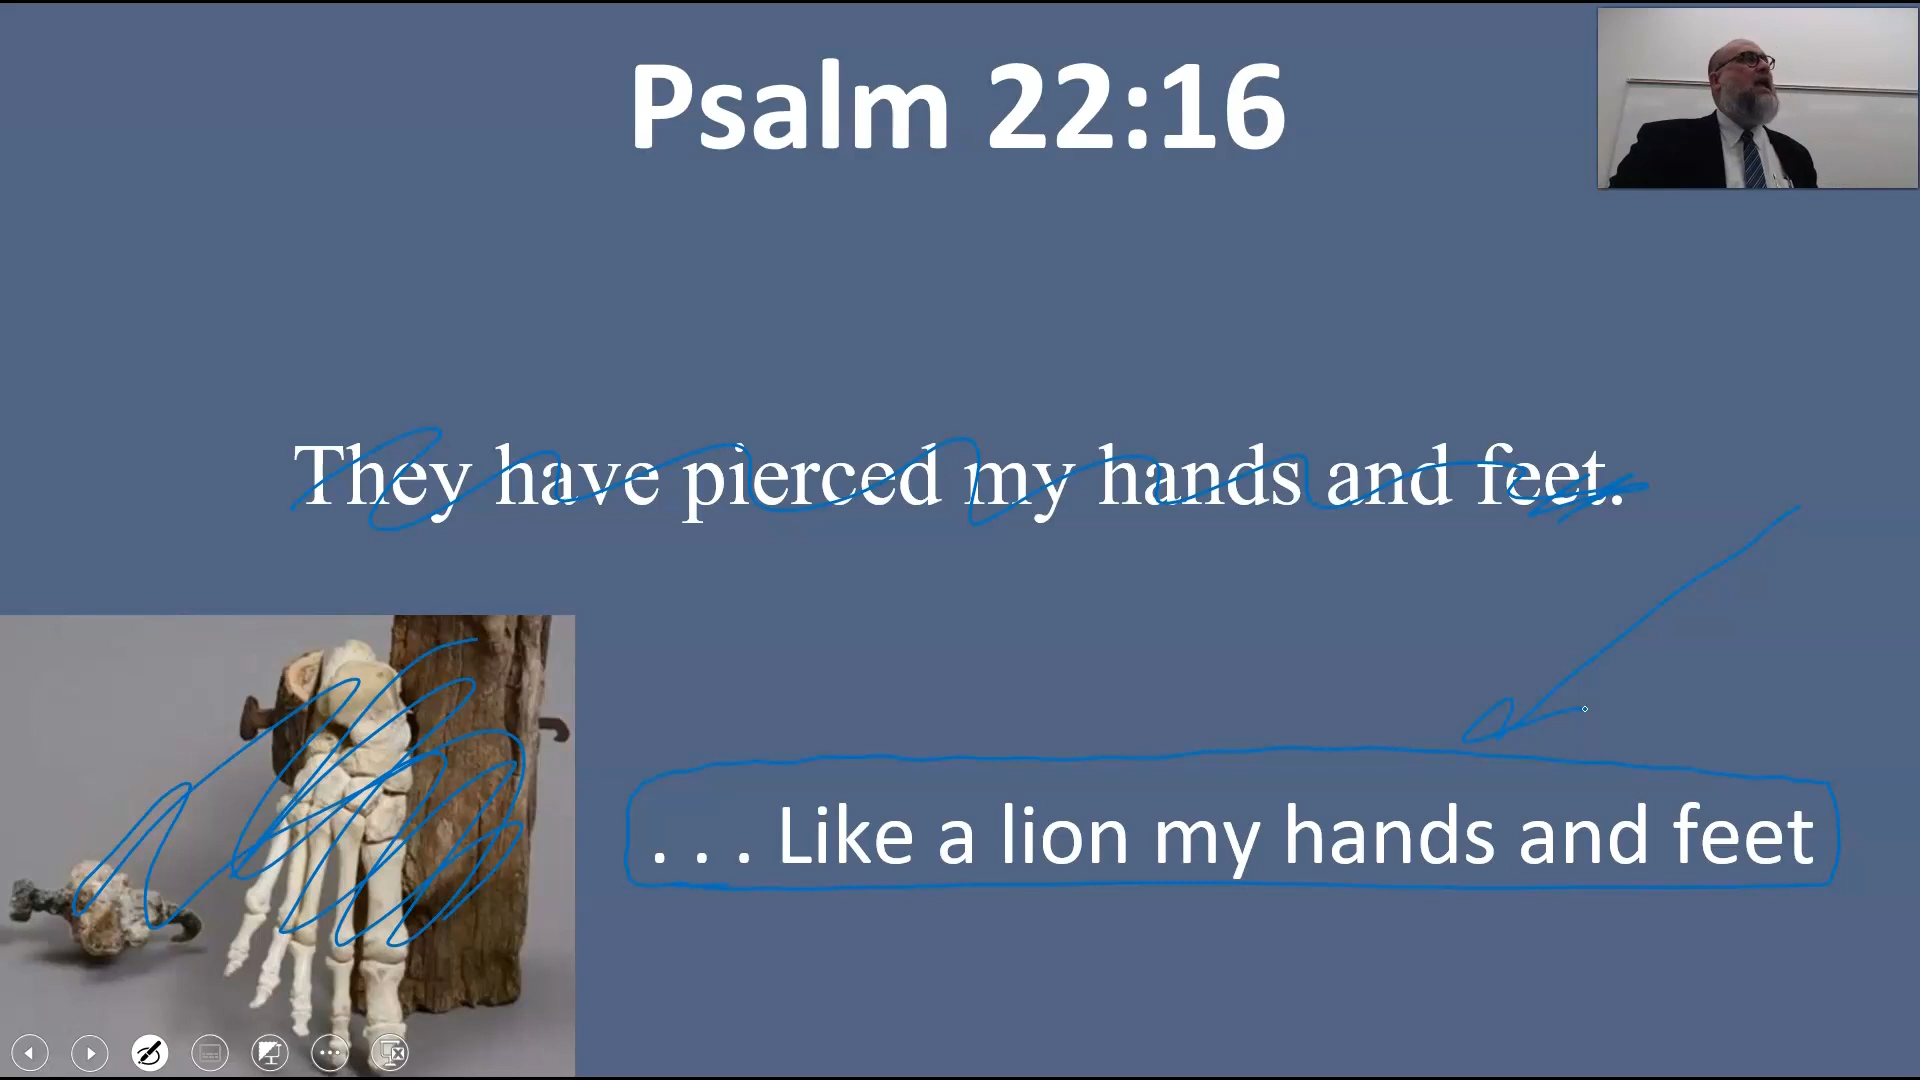 Psalm 22:16
They have pierced my hands and feet.
. . . Like a lion my hands and feet